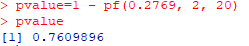 > pvalue=1 - pf(0.2769, 2, 20)
> pvalue
[1] 0.7609896